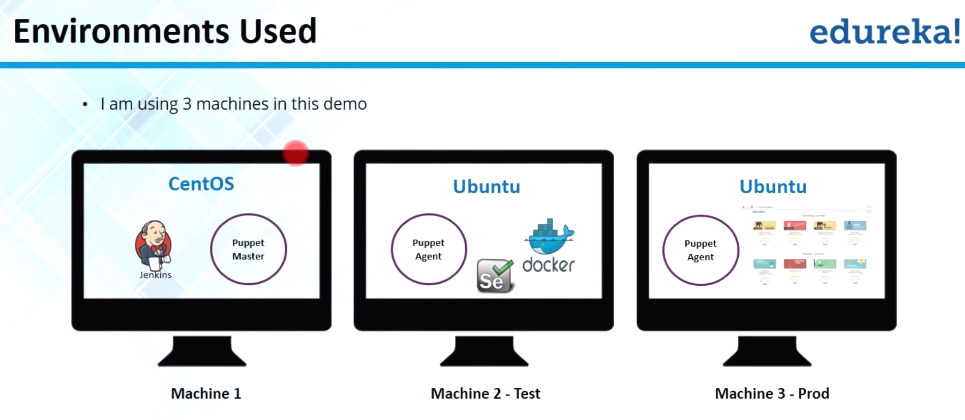 Environments Used
edureka!
• I am using 3 machines in this demo
CentOS
Jenkins
Puppet
Master
Ubuntu
Puppet
Agent
Se
docker
Ubuntu
Puppet
Agent
Machine 1
Machine 2 - Test
Machine 3 - Prod